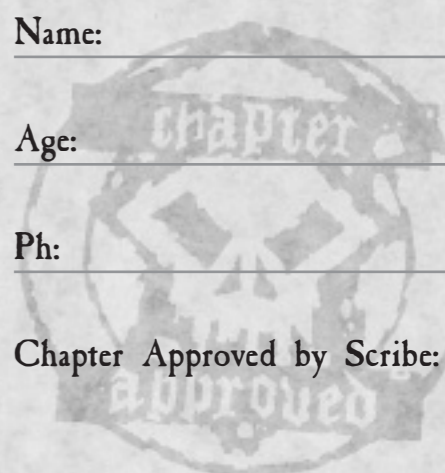 Name:
chapter
Age:
Ph:
Chapter Approved by Scribe:
approved